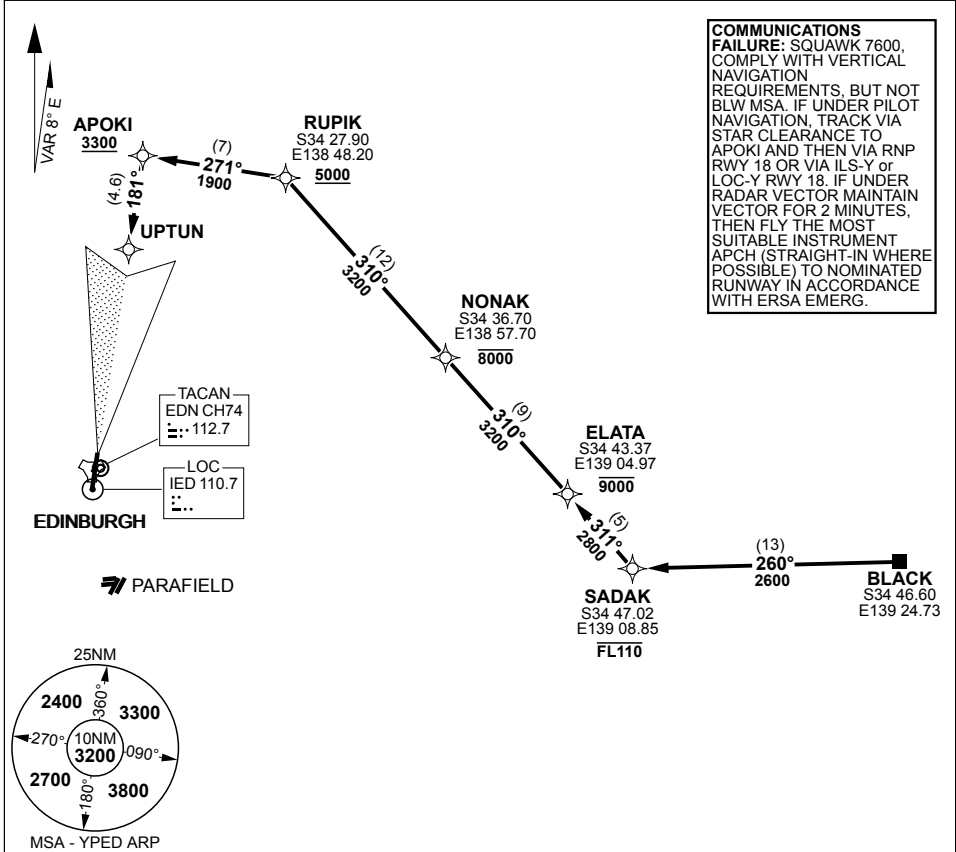 COMMUNICATIONS
FAILURE: SQUAWK 7600,
COMPLY WITH VERTICAL
NAVIGATION
REQUIREMENTS, BUT NOT
BLW MSA. IF UNDER PILOT
NAVIGATION, TRACK VIA
STAR CLEARANCE TO
APOKI AND THEN VIA RNP
RWY 18 OR VIA ILS-Y or
LOC-Y RWY 18. IF UNDER
RADAR VECTOR MAINTAIN
VECTOR FOR 2 MINUTES,
THEN FLY THE MOST
SUITABLE INSTRUMENT
APCH (STRAIGHT-IN WHERE
POSSIBLE) TO NOMINATED
RUNWAY IN ACCORDANCE
WITH ERSA EMERG.
VAR 8° E
APOKI
3300
(7)
271°
1900
RUPIK
S34 27.90
E138 48.20
5000
(4.6)
181°
UPTUN
(12)
310°
3200
NONAK
S34 36.70
E138 57.70
8000
(9)
310°
3200
ELATA
S34 43.37
E139 04.97
9000
(5)
311°
2800
SADAK
S34 47.02
E139 08.85
FL110
(13)
260°
2600
BLACK
S34 46.60
E139 24.73
TACAN
EDN CH74
112.7
LOC
IED 110.7
EDINBURGH
PARAFIELD
25NM
2400
360°
3300
270°
10NM
3200
090°
2700
180°
3800
MSA - YPED ARP